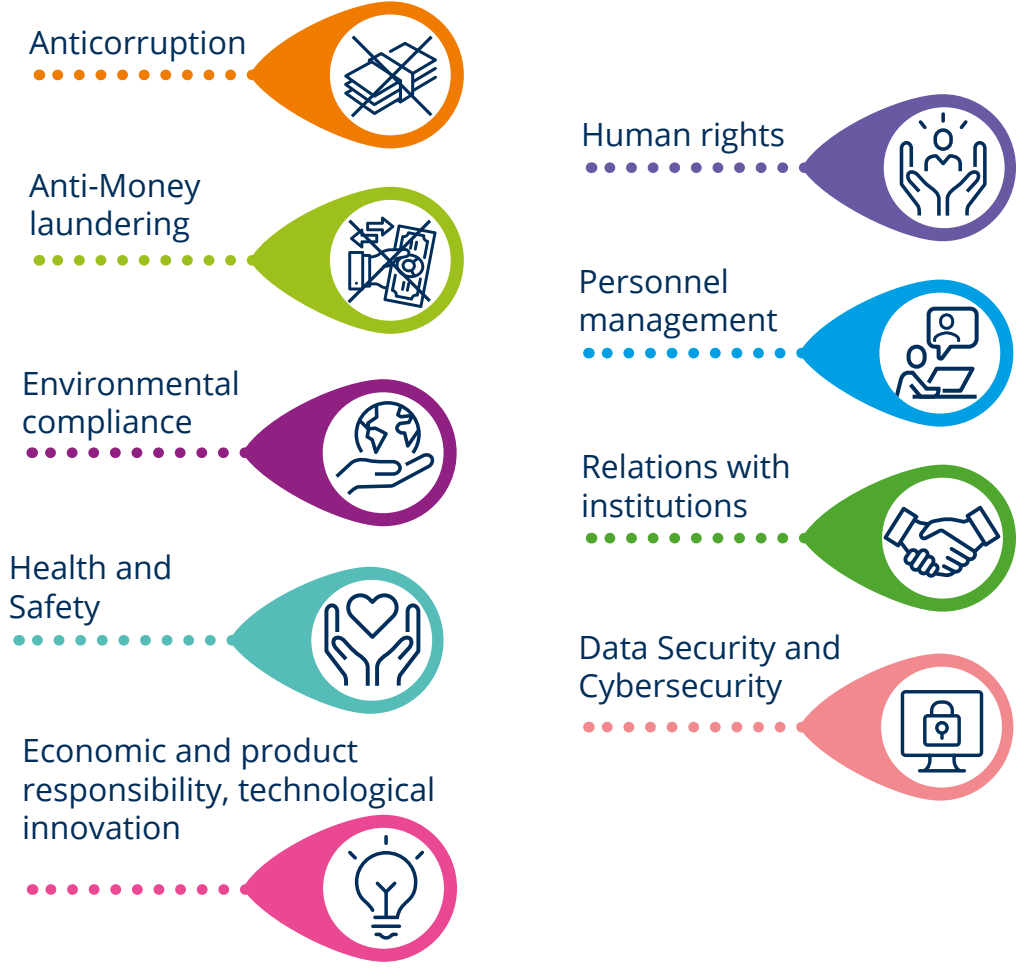 Anticorruption
Anti-Money
laundering
Environmental
compliance
Health and
Safety
Economic and product
responsibility, technological
innovation
Human rights
Personnel
management
Relations with
institutions
Data Security and
Cybersecurity